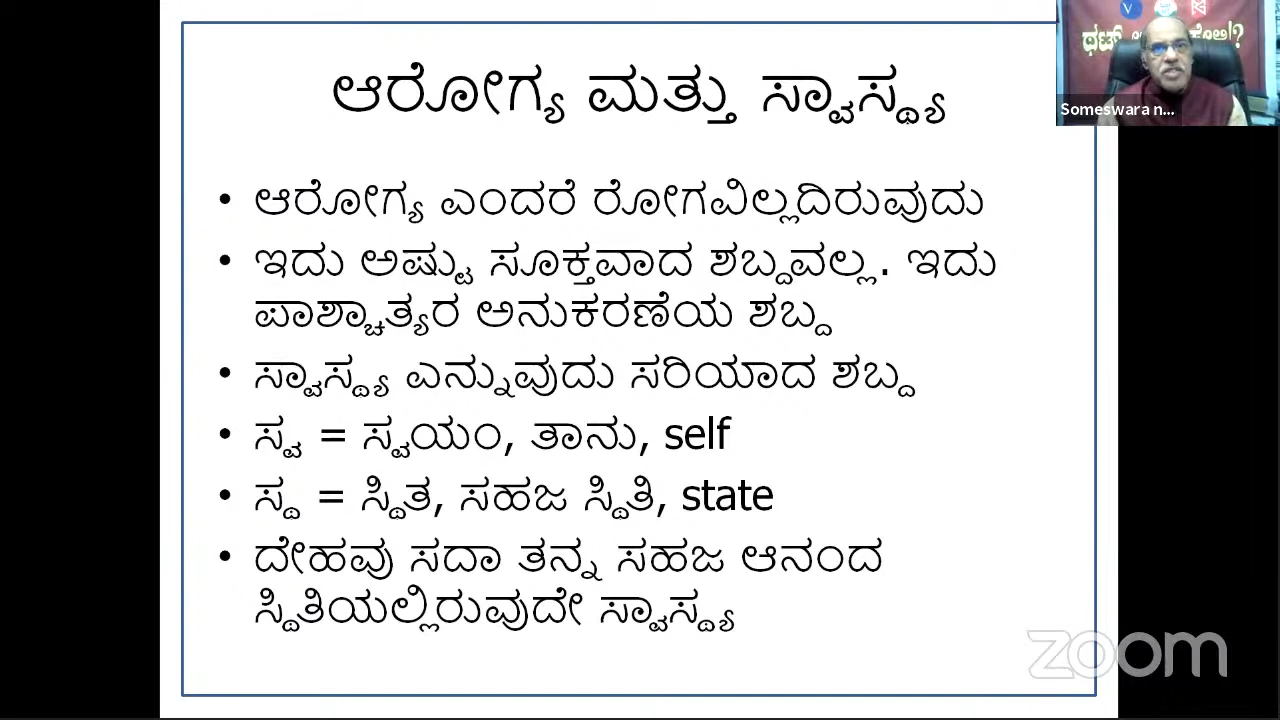 ಆರೋಗ್ಯ ಮತ್ತು ಸ್ವಾಸ್ಥ್ಯ
Someswara n...
• ಆರೋಗ್ಯ ಎಂದರೆ ರೋಗವಿಲ್ಲದಿರುವುದು
• ಇದು ಅಷ್ಟು ಸೂಕ್ತವಾದ ಶಬ್ದವಲ್ಲ. ಇದು
ಪಾಶ್ಚಾತ್ಯರ ಅನುಕರಣೆಯ ಶಬ್ದ
• ಸ್ವಾಸ್ಥ್ಯ ಎನ್ನುವುದು ಸರಿಯಾದ ಶಬ್ದ
• ಸ್ವ = ಸ್ವಯಂ, ತಾನು, self
• ಸ್ಥ = ಸ್ಥಿತ, ಸಹಜ ಸ್ಥಿತಿ, state
• ದೇಹವು ಸದಾ ತನ್ನ ಸಹಜ ಆನಂದ
ಸ್ಥಿತಿಯಲ್ಲಿರುವುದೇ ಸ್ವಾಸ್ಥ್ಯ
zoom